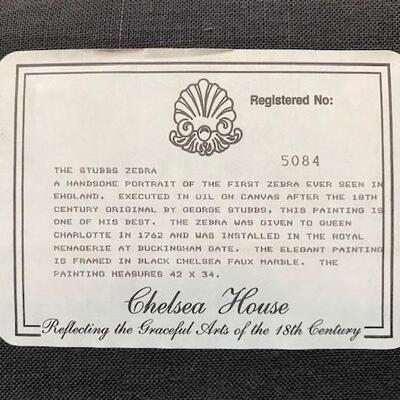 Registered No:
5084
THE STUBBS ZEBRA
A HANDSOME PORTRAIT OF THE FIRST ZEBRA EVER SEEN IN
ENGLAND. EXECUTED IN OIL ON CANVAS AFTER THE 18TH
CENTURY ORIGINAL BY GEORGE STUBBS, THIS PAINTING IS
ONE OF HIS BEST. THE ZEBRA WAS GIVEN TO QUEEN
CHARLOTTE IN 1762 AND WAS INSTALLED IN THE ROYAL
MENAGERIE AT BUCKINGHAM GATE. THE ELEGANT PAINTING
IS FRAMED IN BLACK CHELSEA FAUX MARBLE. THE
PAINTING MEASURES 42 X 34.
Chelsea House
Reflecting the Graceful Arts of the 18th Century